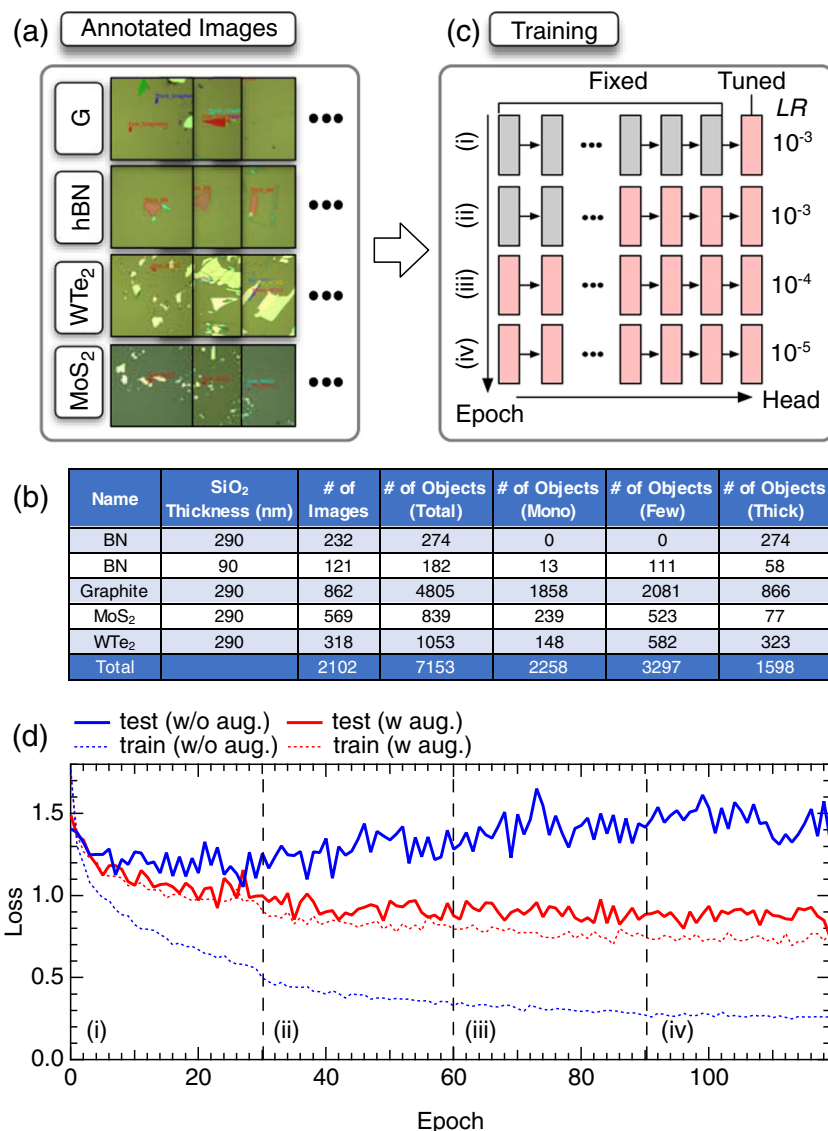 (a) Annotated Images
G
hBN
WTe₂
MoS₂
(c) Training
Fixed Tuned
LR
(i) 10⁻³
(ii) 10⁻³
(iii) 10⁻⁴
(iv) 10⁻⁵
Epoch Head
(b)
Name SiO₂ Thickness (nm) # of Images # of Objects (Total) # of Objects (Mono) # of Objects (Few) # of Objects (Thick)
BN 290 232 274 0 0 274
BN 90 121 182 13 111 58
Graphite 290 862 4805 1858 2081 866
MoS₂ 290 569 839 239 523 77
WTe₂ 290 318 1053 148 582 323
Total 2102 7153 2258 3297 1598
(d)
test (w/o aug.) test (w aug.)
train (w/o aug.) train (w aug.)
1.5
1.0
0.5
0.0
Loss
(i) (ii) (iii) (iv)
0 20 40 60 80 100
Epoch